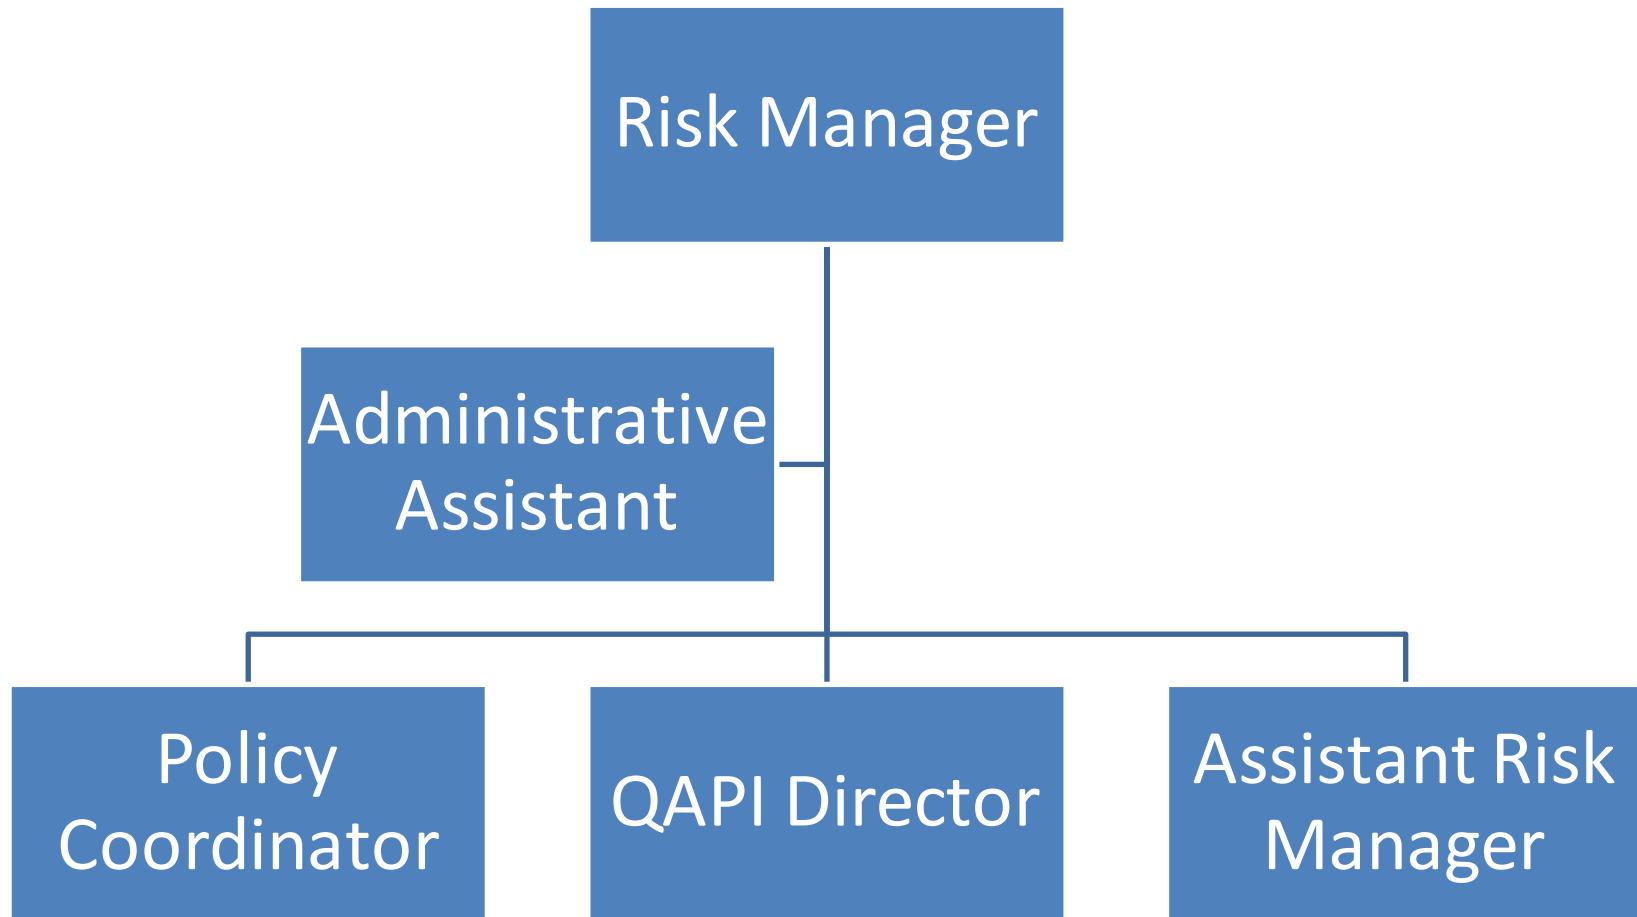 Risk Manager
Administrative
Assistant
Policy
Coordinator
QAPI Director
Assistant Risk
Manager